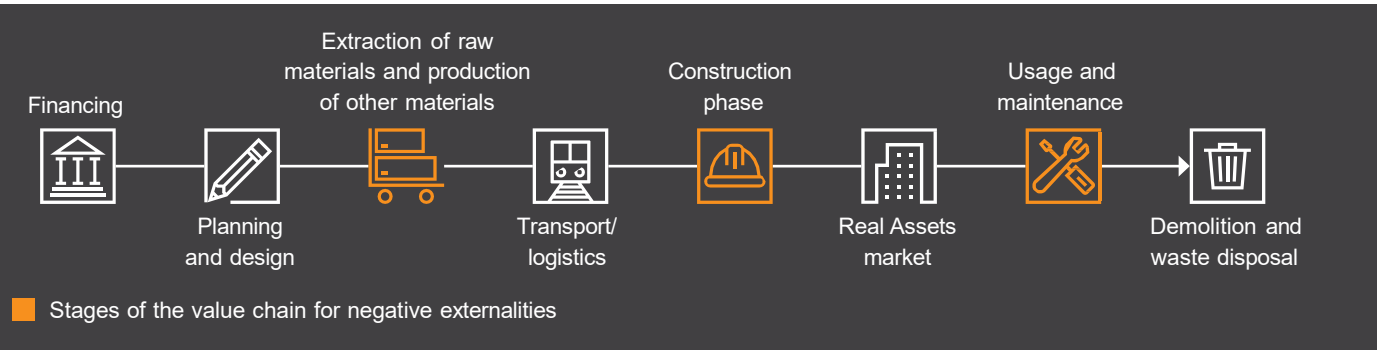 Financing
Planning
and design
Extraction of raw
materials and production
of other materials
Transport/
logistics
Construction
phase
Real Assets
market
Usage and
maintenance
Demolition and
waste disposal
Stages of the value chain for negative externalities